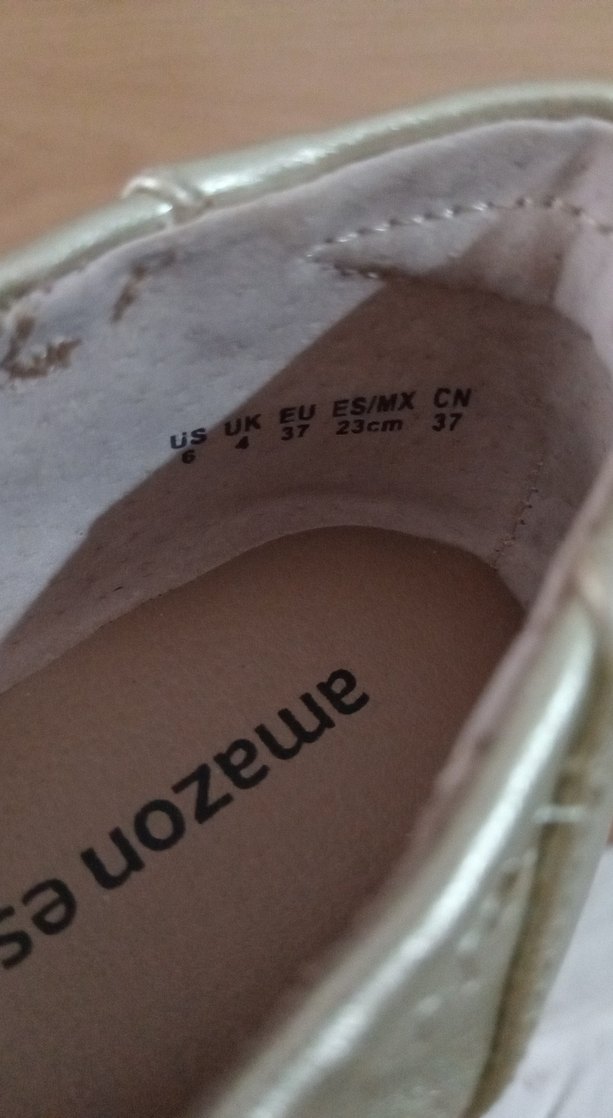 US UK EU ES/MX CN
6 4 37 23cm 37
amazon es